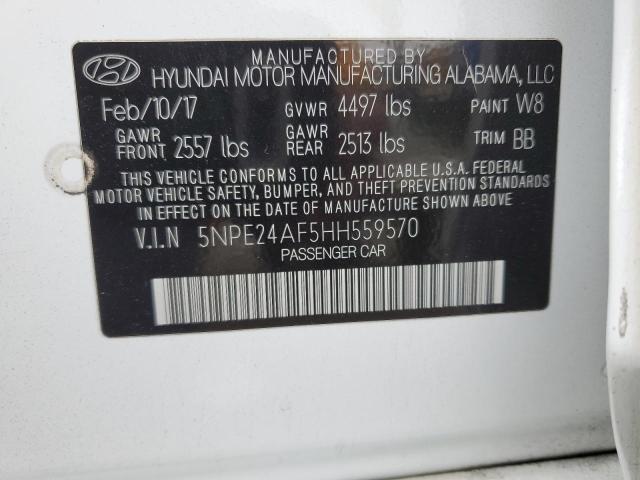 MANUFACTURED BY
HYUNDAI MOTOR MANUFACTURING ALABAMA, LLC
Feb/10/17 GVWR 4497 lbs PAINT W8
GAWR FRONT 2557 lbs GAWR REAR 2513 lbs TRIM BB
THIS VEHICLE CONFORMS TO ALL APPLICABLE U.S.A. FEDERAL
MOTOR VEHICLE SAFETY, BUMPER, AND THEFT PREVENTION STANDARDS
IN EFFECT ON THE DATE OF MANUFACTURE SHOWN ABOVE
V.I.N 5NPE24AF5HH559570
PASSENGER CAR